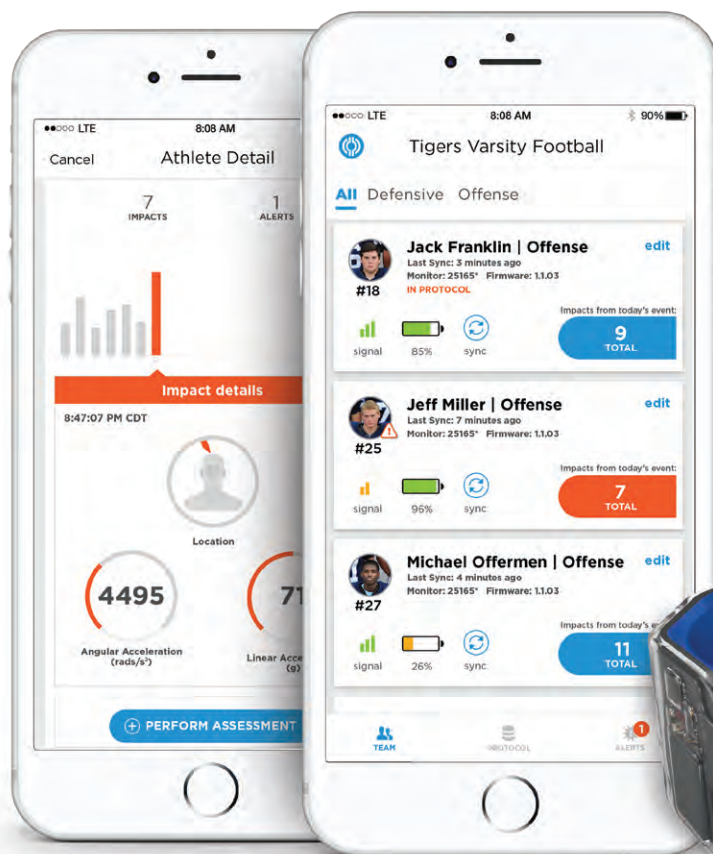 LTE
8:08 AM
Cancel
Athlete Detail
7
IMPACTS
1
ALERTS
Impact details
8:47:07 PM CDT
Location
4495
Angular Acceleration
(rads/s²)
71
Linear Acce
(g)
PERFORM ASSESSMENT
LTE
8:08 AM
90%
Tigers Varsity Football
All Defensive Offense
Jack Franklin | Offense
edit
Last Sync: 3 minutes ago
Monitor: 25165* Firmware: 1.1.03
IN PROTOCOL
#18
Impacts from today's event:
9
TOTAL
signal
85%
sync
Jeff Miller | Offense
edit
Last Sync: 7 minutes ago
Monitor: 25165* Firmware: 1.1.03
#25
Impacts from today's event:
7
TOTAL
signal
96%
sync
Michael Offermen | Offense
edit
Last Sync: 4 minutes ago
Monitor: 25165* Firmware: 1.1.03
#27
Impacts from today's e
11
TOTAL
signal
26%
sync
TEAM
PROTOCOL
1
ALERTS